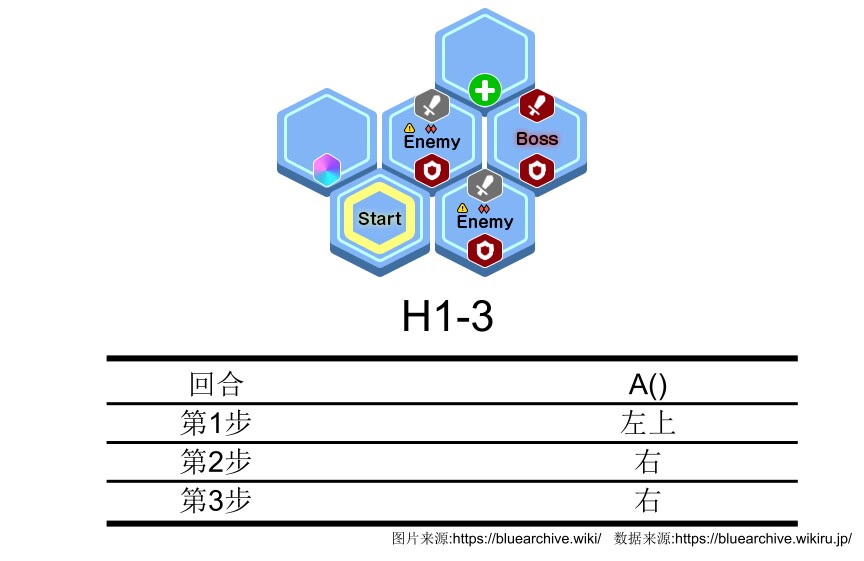 Enemy
Boss
Start
Enemy
H1-3
回合 A()
第1步 左上
第2步 右
第3步 右
图片来源:https://bluearchive.wiki/ 数据来源:https://bluearchive.wikiru.jp/